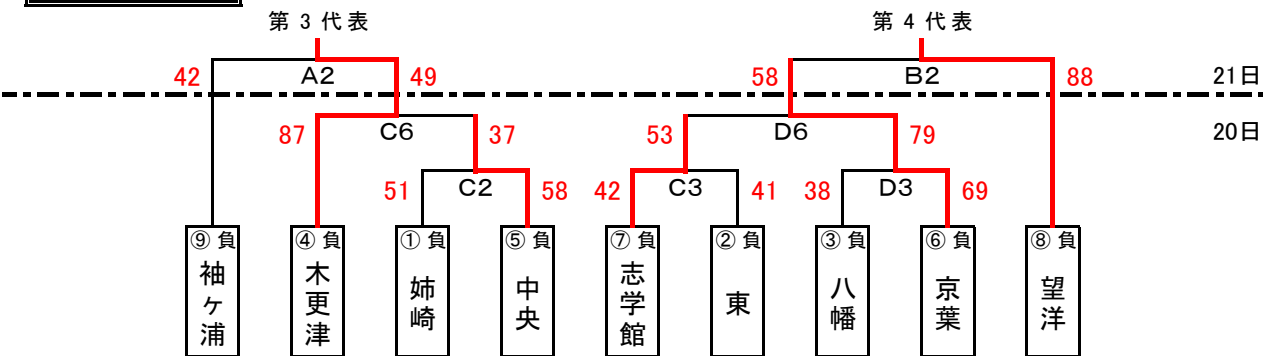 第3代表 第4代表
42 A2 49 58 B2 88 21日
87 C6 37 53 D6 79 20日
51 C2 58 42 C3 41 38 D3 69
⑨負 ④負 ①負 ⑤負 ⑦負 ②負 ③負 ⑥負 ⑧負
袖ヶ浦 木更津 姉崎 中央 志学館 東 八幡 京葉 望洋